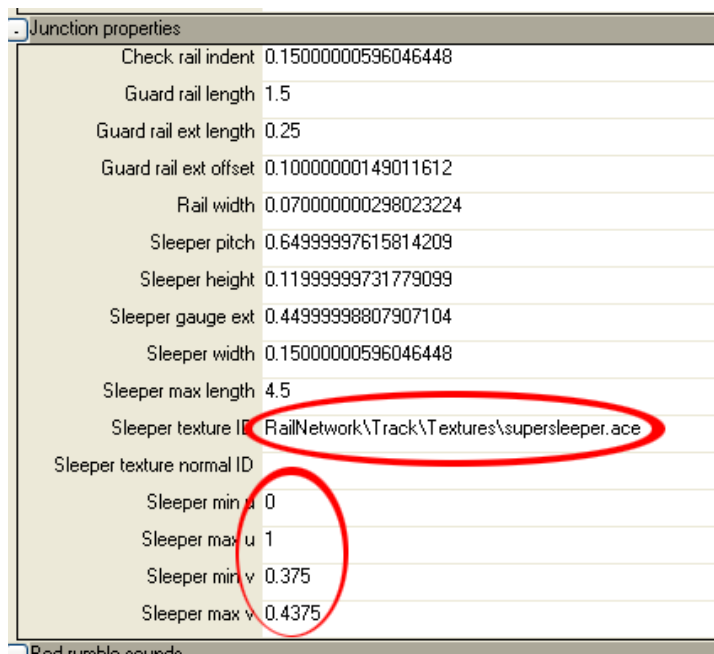 Junction properties
Check rail indent 0.15000000596046448
Guard rail length 1.5
Guard rail ext length 0.25
Guard rail ext offset 0.10000000149011612
Rail width 0.070000000298023224
Sleeper pitch 0.64999997615814209
Sleeper height 0.11999999731779099
Sleeper gauge ext 0.44999998807907104
Sleeper width 0.15000000596046448
Sleeper max length 4.5
Sleeper texture ID RailNetwork\Track\Textures\supersleeper.ace
Sleeper texture normal ID
Sleeper min u 0
Sleeper max u 1
Sleeper min v 0.375
Sleeper max v 0.4375
Bed rumble sounds